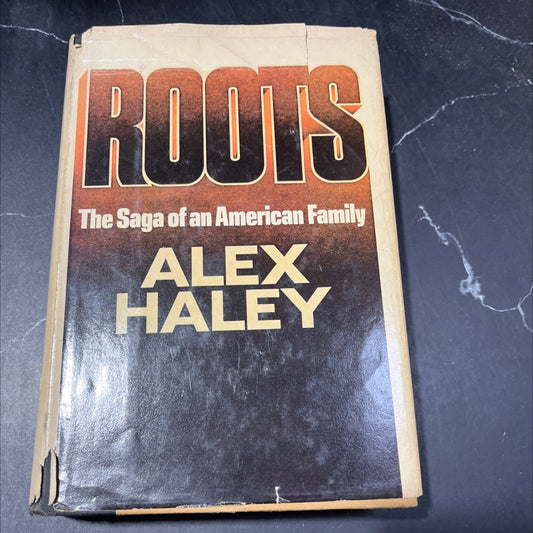 ROOTS
The Saga of an American Family
ALEX
HALEY